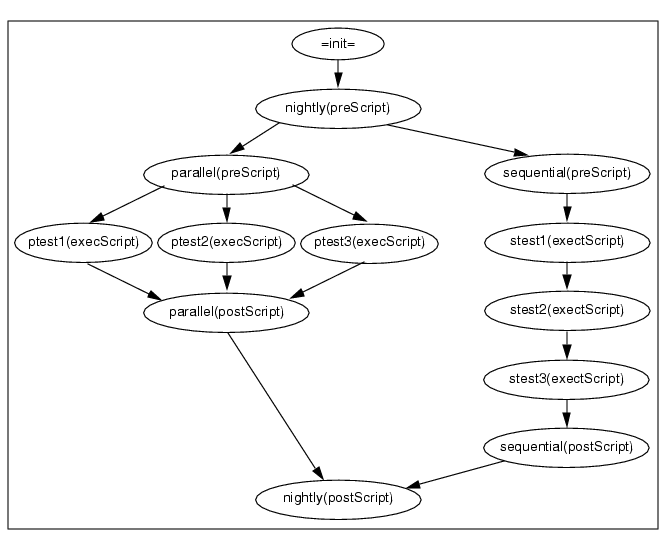 =init=
nightly(preScript)
parallel(preScript)
sequential(preScript)
ptest1(execScript)
ptest2(execScript)
ptest3(execScript)
stest1(exectScript)
parallel(postScript)
stest2(exectScript)
stest3(exectScript)
sequential(postScript)
nightly(postScript)